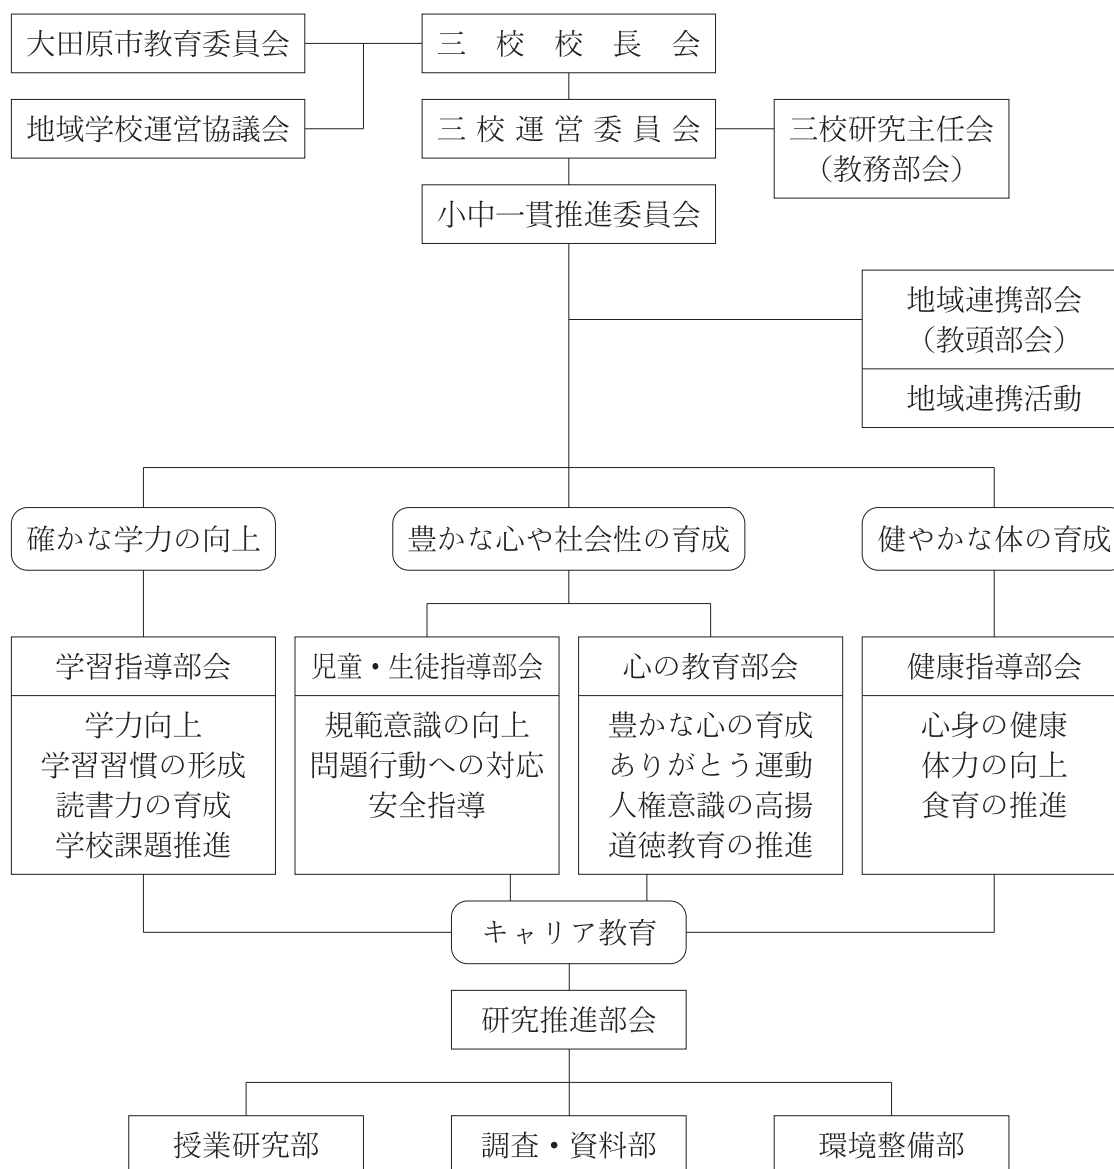 大田原市教育委員会
三校校長会
地域学校運営協議会
三校運営委員会
三校研究主任会
（教務部会）
小中一貫推進委員会
地域連携部会
（教頭部会）
地域連携活動
確かな学力の向上
豊かな心や社会性の育成
健やかな体の育成
学習指導部会
学力向上
学習習慣の形成
読書力の育成
学校課題推進
児童・生徒指導部会
規範意識の向上
問題行動への対応
安全指導
心の教育部会
豊かな心の育成
ありがとう運動
人権意識の高揚
道徳教育の推進
健康指導部会
心身の健康
体力の向上
食育の推進
キャリア教育
研究推進部会
授業研究部
調査・資料部
環境整備部